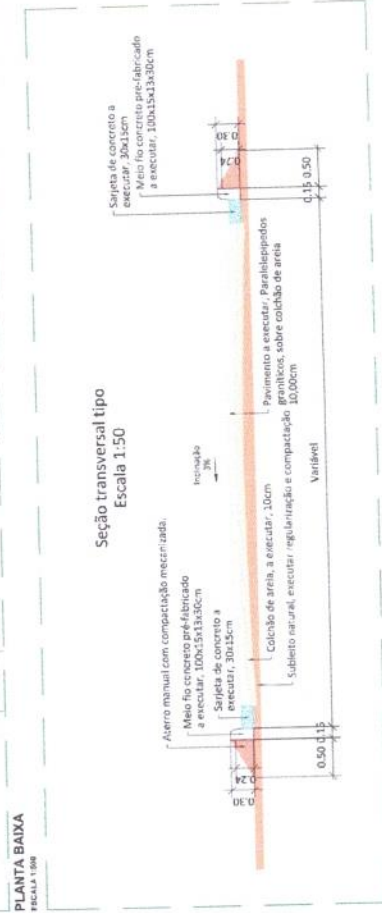 PLANTA BAIXA
ESCALA 1:500
Seção transversal tipo
Escala 1:50
Sarjeta de concreto a
executar, 30x15cm
Meio fio concreto pré-fabricado
a executar, 100x15x13x30cm
0.30
0.24
Inclinação
3%
Aterro manual com compactação mecanizada.
Meio fio concreto pré-fabricado
a executar, 100x15x13x30cm
Sarjeta de concreto a
executar, 30x15cm
0.30
0.24
Pavimento a executar, Paralelepípedos
graníticos, sobre colchão de areia
10,00cm
Colchão de areia, a executar, 10cm
Subleito natural, executar regularização e compactação
0.50 0.15
Variável
0.15 0.50